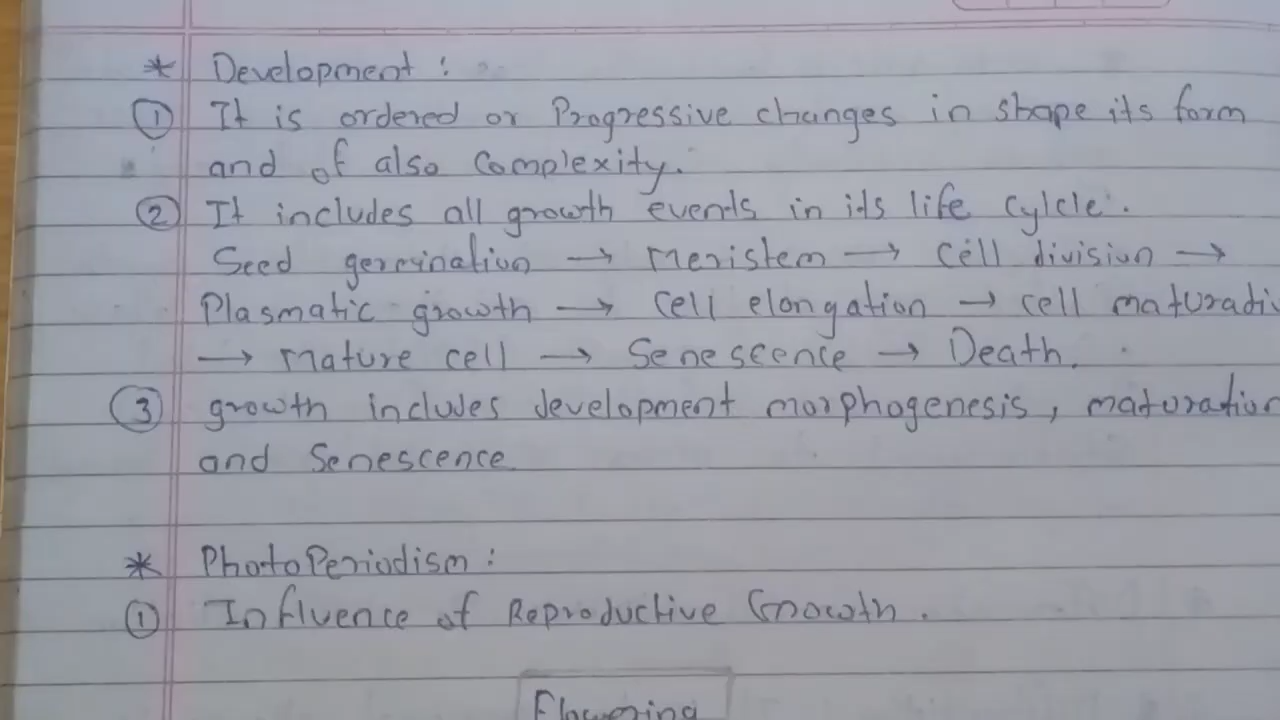 * Development :
① It is ordered or Progressive changes in shape its form
and of also Complexity.
② It includes all growth events in its life cylcle.
Seed germination → Meristem → Cell division →
Plasmatic growth → Cell elongation → cell maturati
→ Mature cell → Senescence → Death.
③ growth includes development morphogenesis, maturation
and Senescence
* PhotoPeriodism :
① Influence of Reproductive Growth.
Flowering